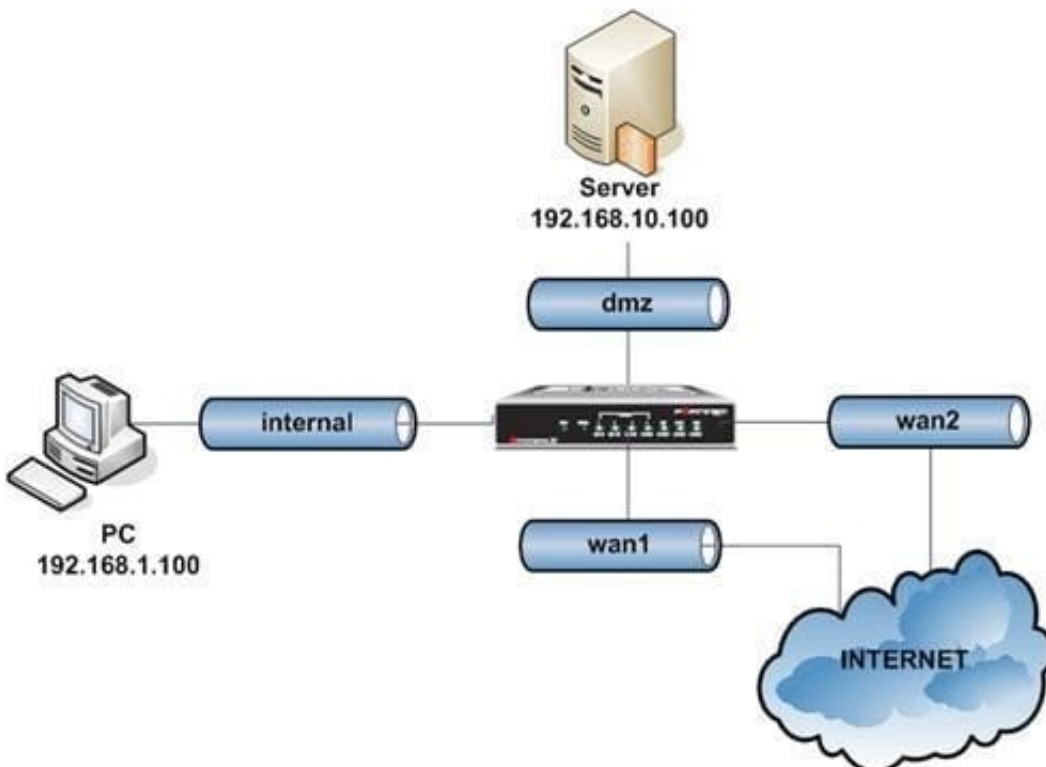 Server
192.168.10.100
dmz
internal
wan2
PC
192.168.1.100
wan1
INTERNET